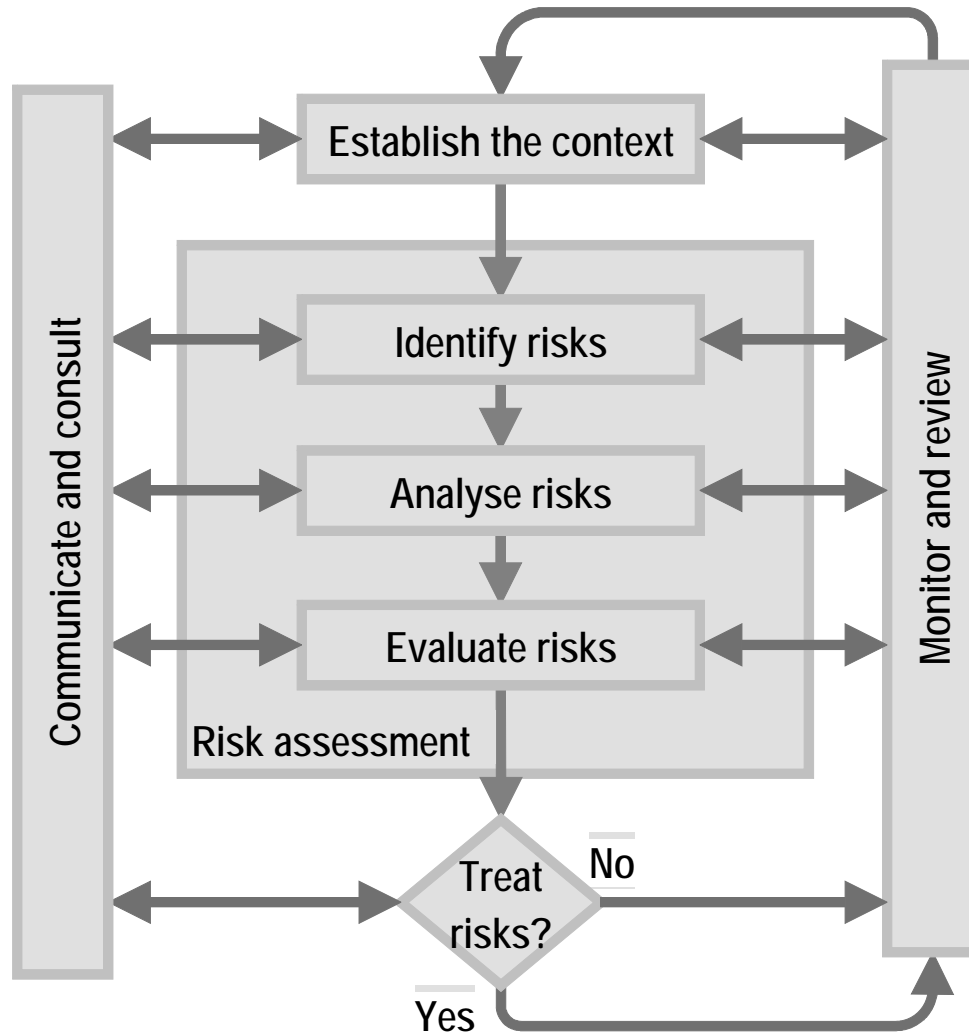 Establish the context
Communicate and consult
Identify risks
Monitor and review
Analyse risks
Evaluate risks
Risk assessment
Treat
risks?
No
Yes